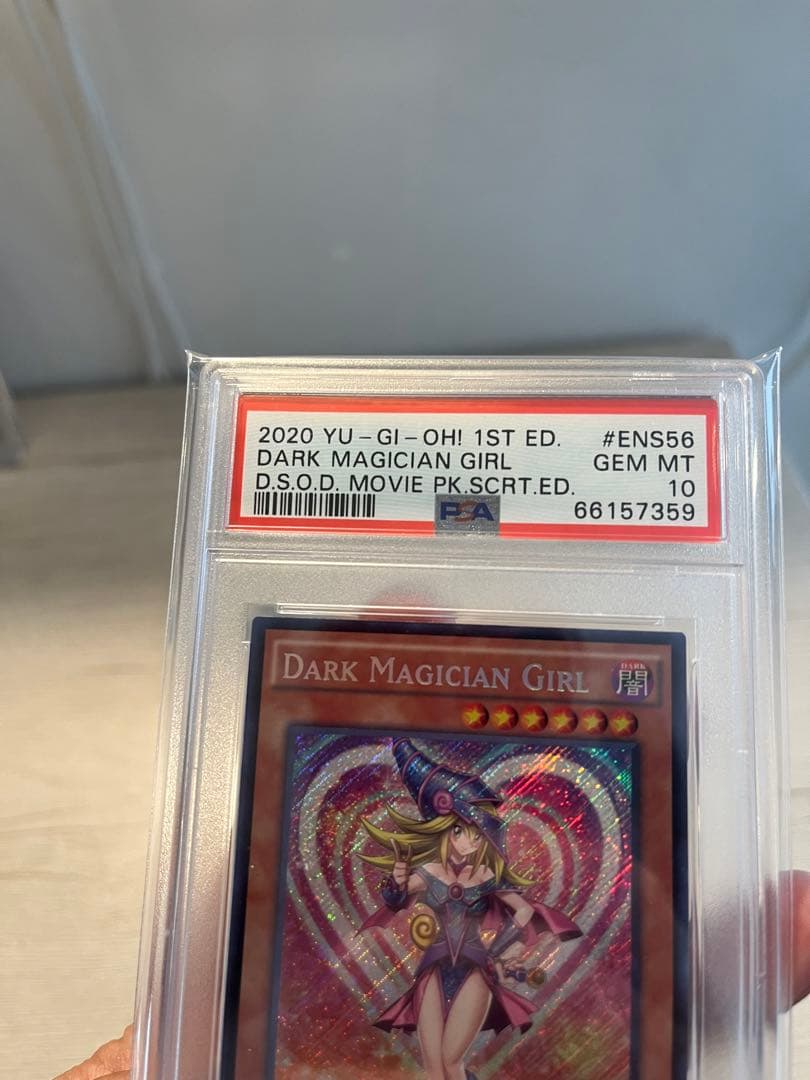 2020 YU-GI-OH! 1ST ED. #ENS56
DARK MAGICIAN GIRL GEM MT
D.S.O.D. MOVIE PK.SCRT.ED. 10
PSA 66157359
DARK MAGICIAN GIRL
DARK
闇